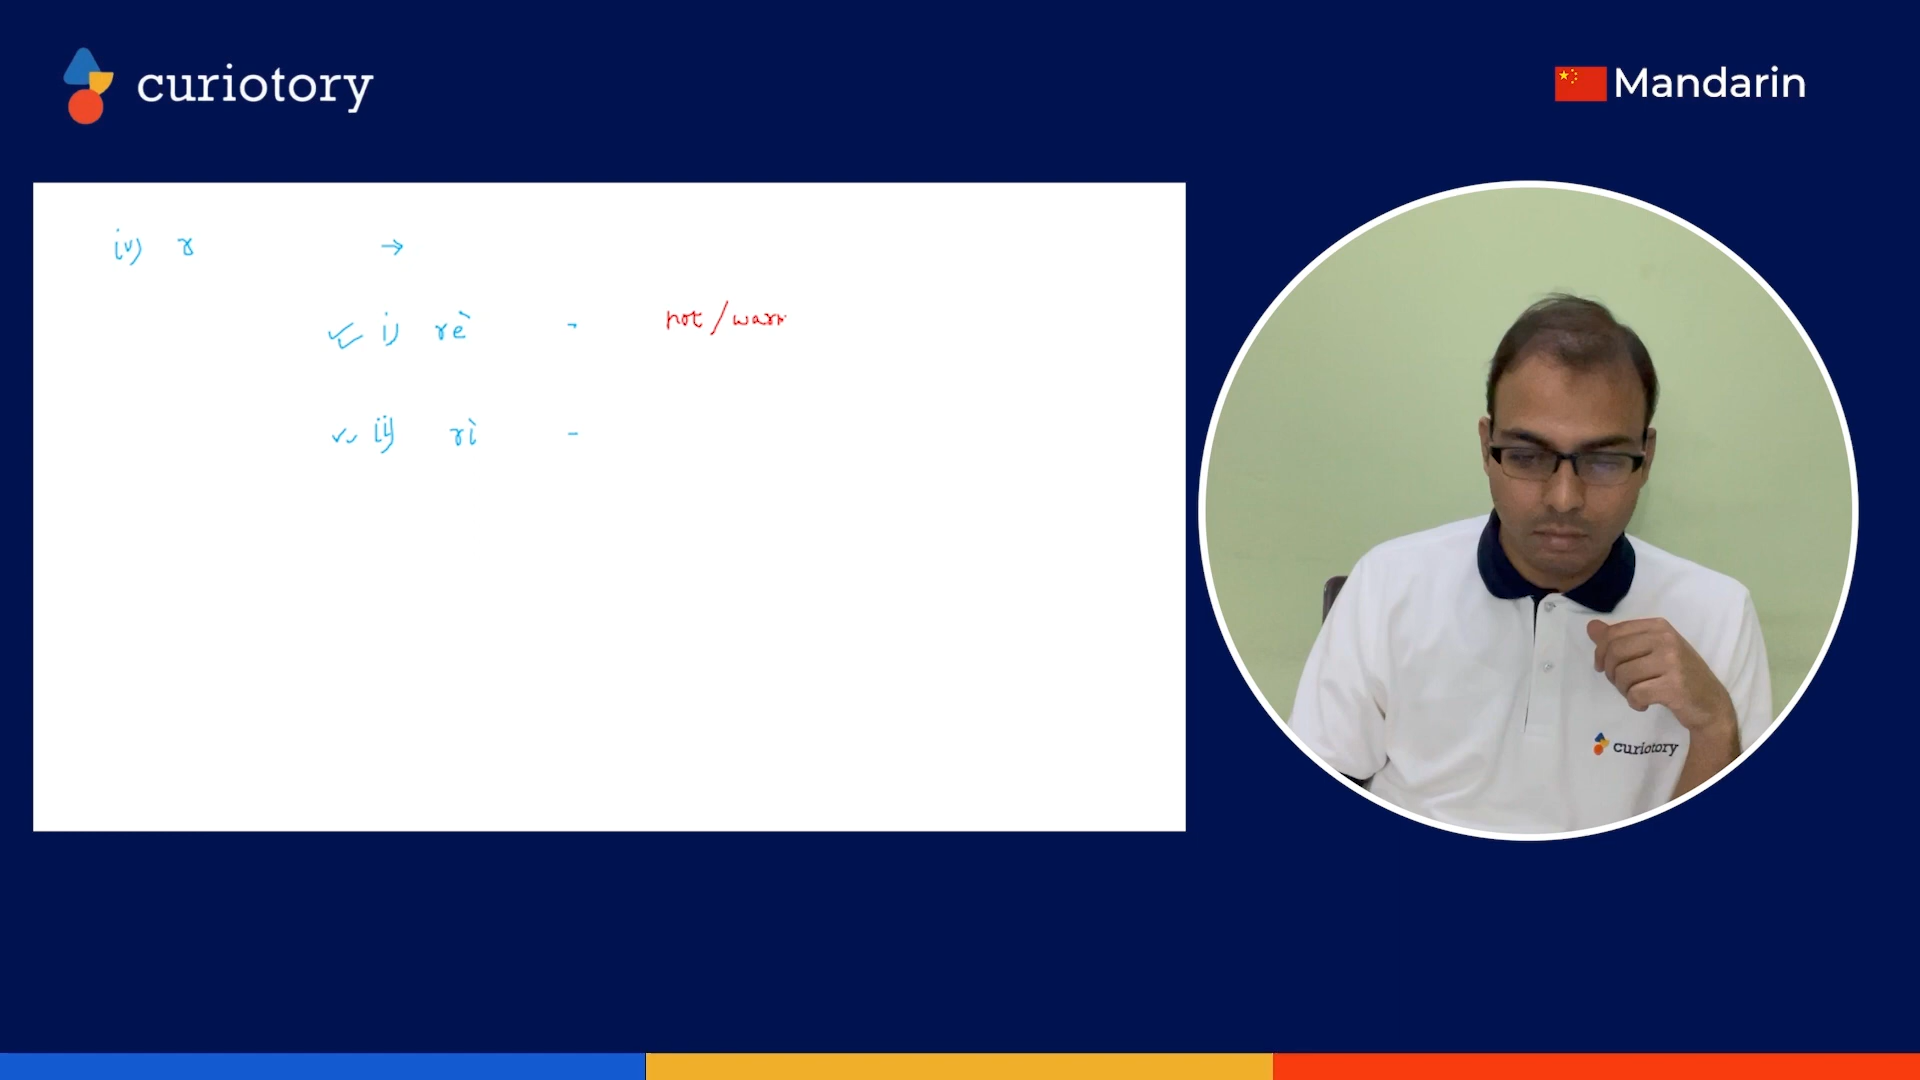 curiotory
Mandarin
iv) r →
i) rè - hot/warm
ii) rì -
curiotory